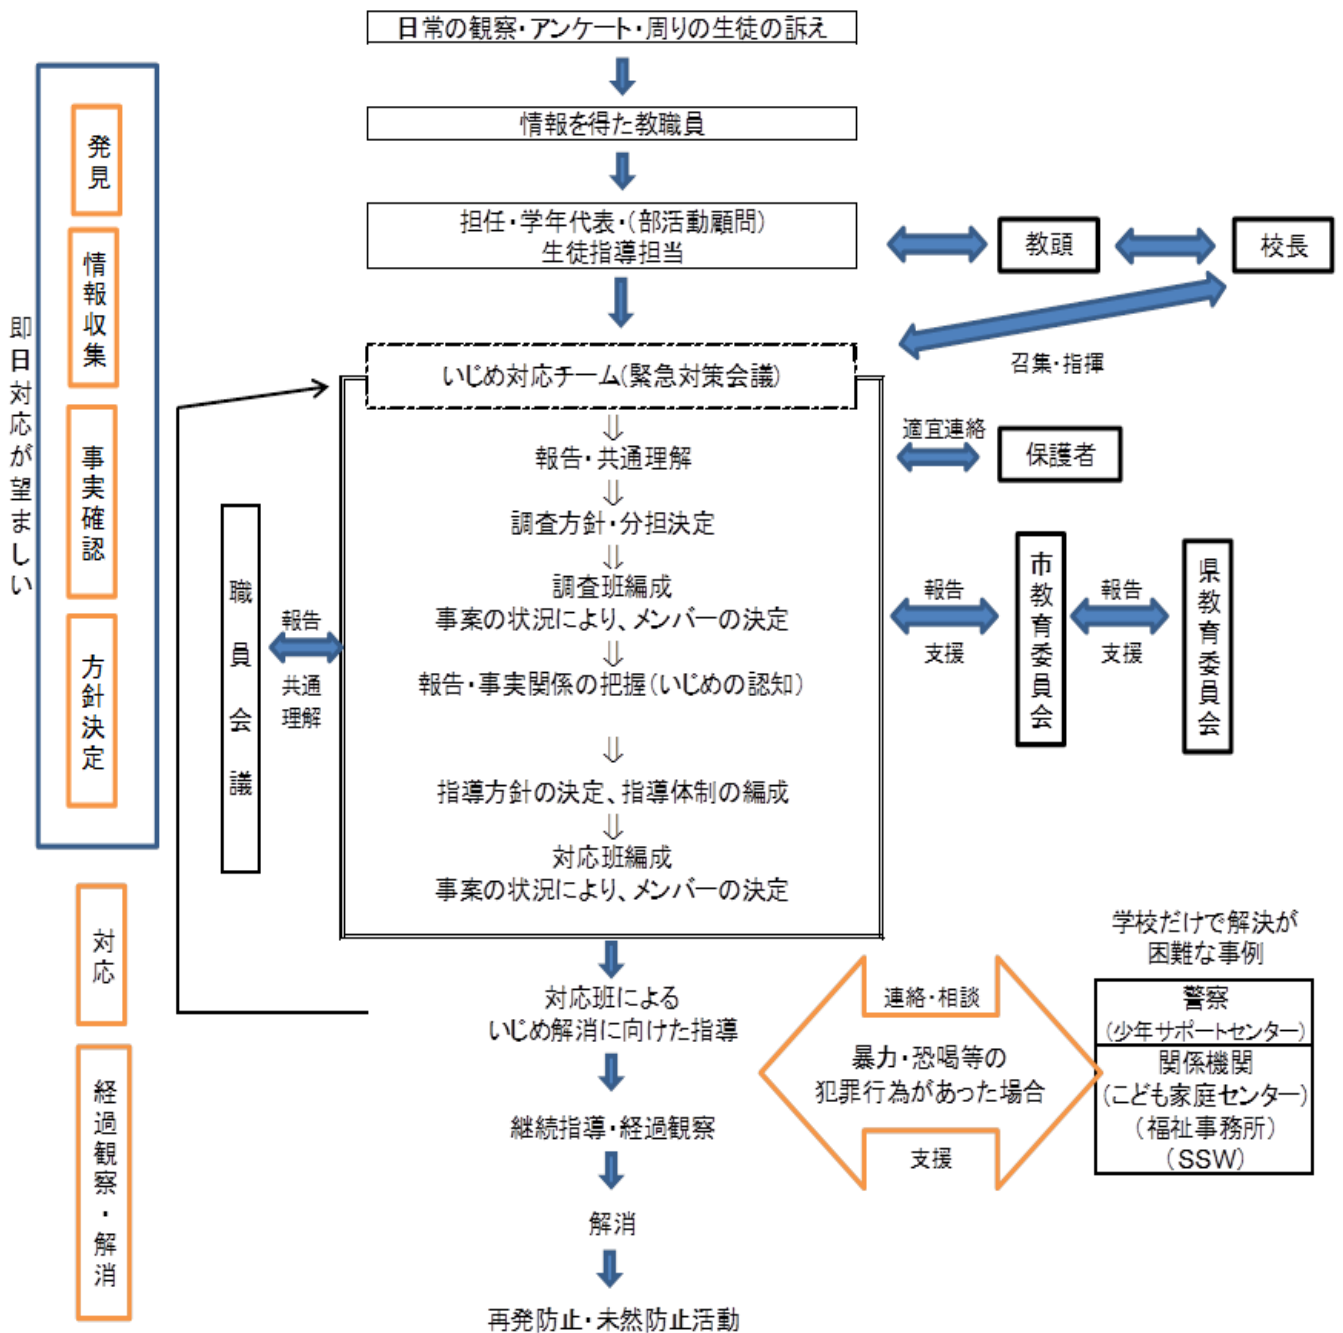 日常の観察・アンケート・周りの生徒の訴え
情報を得た教職員
担任・学年代表・(部活動顧問)
生徒指導担当
教頭
校長
召集・指揮
いじめ対応チーム(緊急対策会議)
⇓
報告・共通理解
⇓
調査方針・分担決定
⇓
調査班編成
事案の状況により、メンバーの決定
⇓
報告・事実関係の把握(いじめの認知)
⇓
指導方針の決定、指導体制の編成
⇓
対応班編成
事案の状況により、メンバーの決定
適宜連絡
保護者
報告
支援
市教育委員会
報告
支援
県教育委員会
職員会議
報告
共通
理解
即日対応が望ましい
発見
情報収集
事実確認
方針決定
対応
経過観察・解消
対応班による
いじめ解消に向けた指導
継続指導・経過観察
解消
再発防止・未然防止活動
連絡・相談
暴力・恐喝等の
犯罪行為があった場合
支援
学校だけで解決が
困難な事例
警察
(少年サポートセンター)
関係機関
(こども家庭センター)
(福祉事務所)
(SSW)